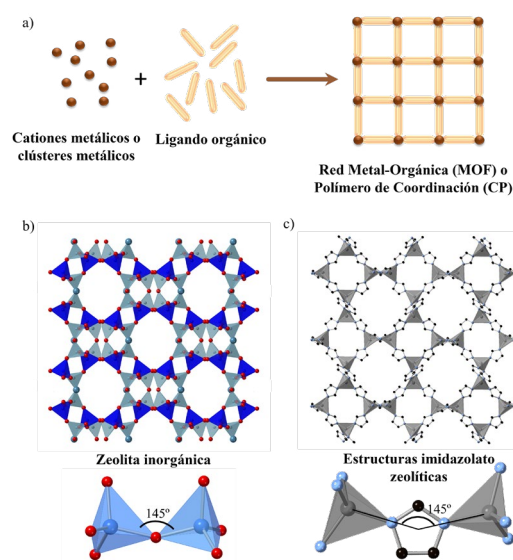 a)
+
Cationes metálicos o
clústeres metálicos
Ligando orgánico
Red Metal-Orgánica (MOF) o
Polímero de Coordinación (CP)
b)
c)
Zeolita inorgánica
Estructuras imidazolato
zeolíticas
145º
145º